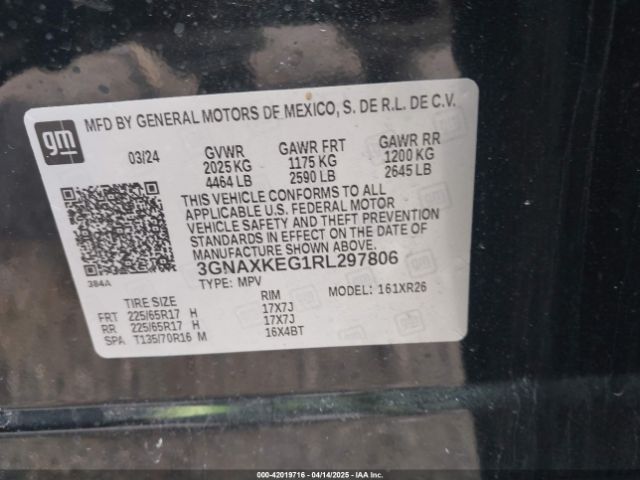 gm
MFD BY GENERAL MOTORS DE MEXICO, S. DE R.L. DE C.V.
03/24 GVWR GAWR FRT GAWR RR
2025 KG 1175 KG 1200 KG
4464 LB 2590 LB 2645 LB
THIS VEHICLE CONFORMS TO ALL
APPLICABLE U.S. FEDERAL MOTOR
VEHICLE SAFETY AND THEFT PREVENTION
STANDARDS IN EFFECT ON THE DATE OF
MANUFACTURE SHOWN ABOVE.
3GNAXKEG1RL297806
384A
TYPE: MPV MODEL: 161XR26
TIRE SIZE RIM
FRT 225/65R17 H 17X7J
RR 225/65R17 H 17X7J
SPA T135/70R16 M 16X4BT
000-42019716 - 04/14/2025 - IAA Inc.